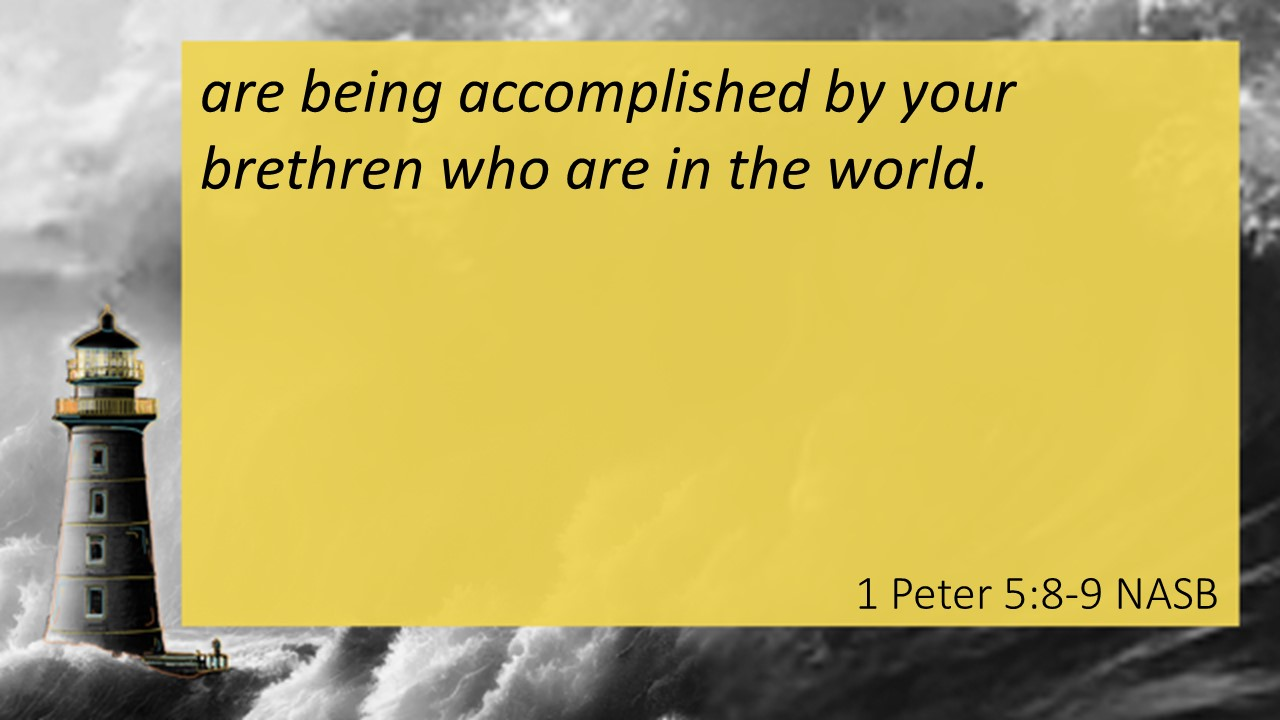 are being accomplished by your
brethren who are in the world.
1 Peter 5:8-9 NASB